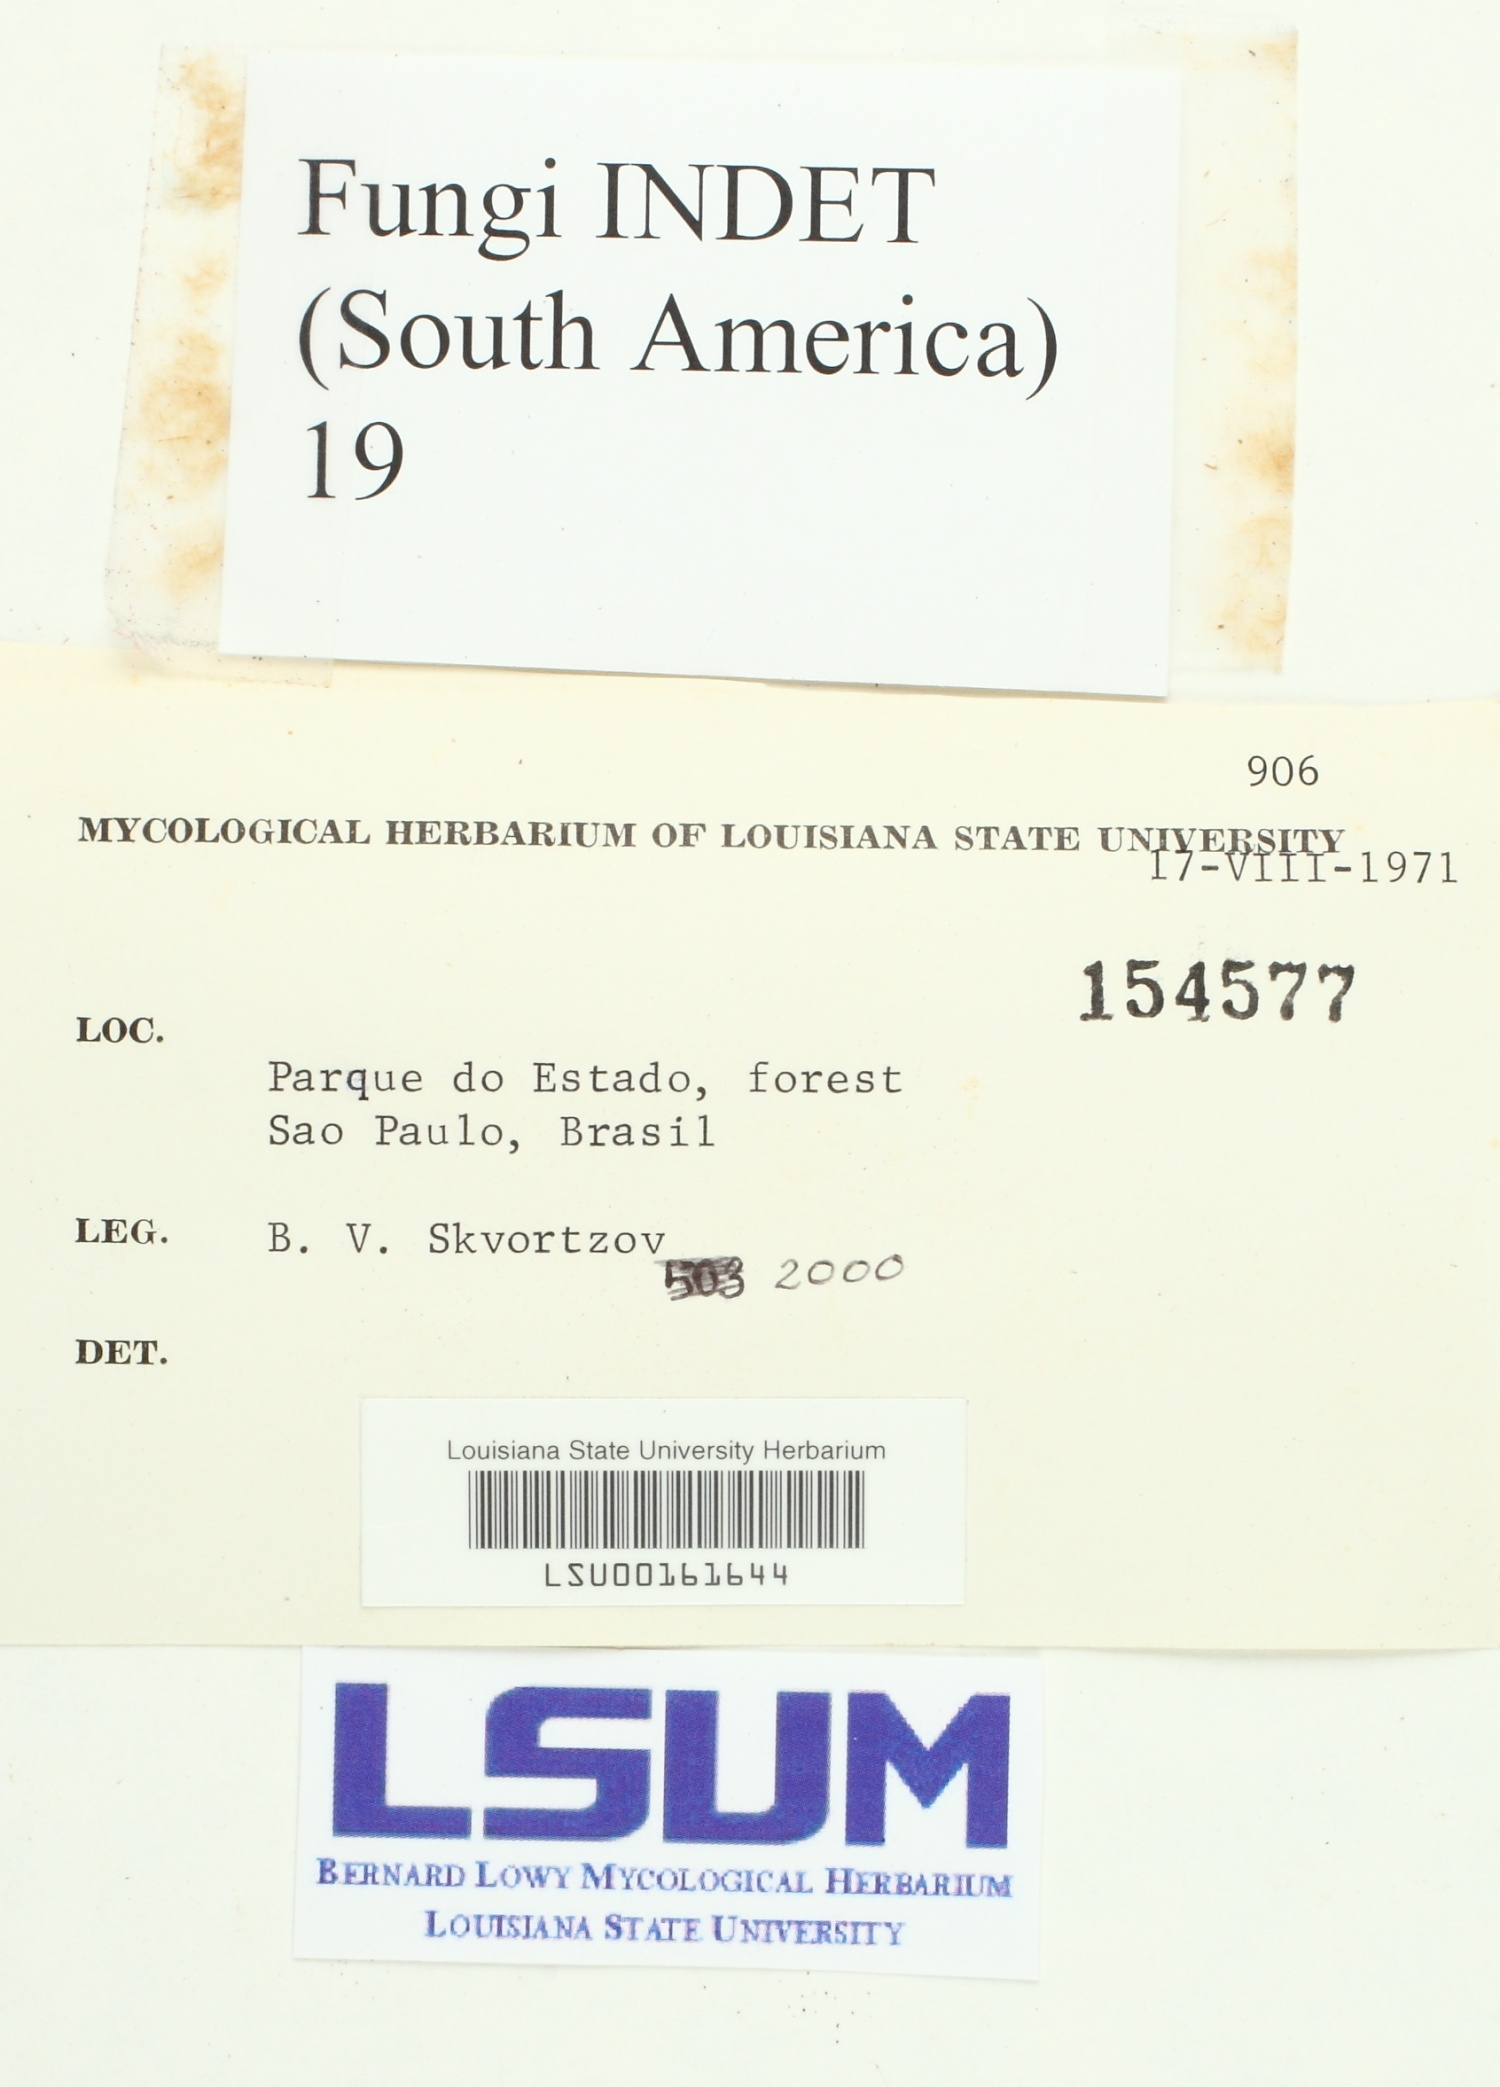 Fungi INDET
(South America)
19
906
MYCOLOGICAL HERBARIUM OF LOUISIANA STATE UNIVERSITY
17-VIII-1971
154577
LOC.
Parque do Estado, forest
Sao Paulo, Brasil
LEG. B. V. Skvortzov
503 2000
DET.
Louisiana State University Herbarium
LSU00161644
LSUM
BERNARD LOWY MYCOLOGICAL HERBARIUM
LOUISIANA STATE UNIVERSITY